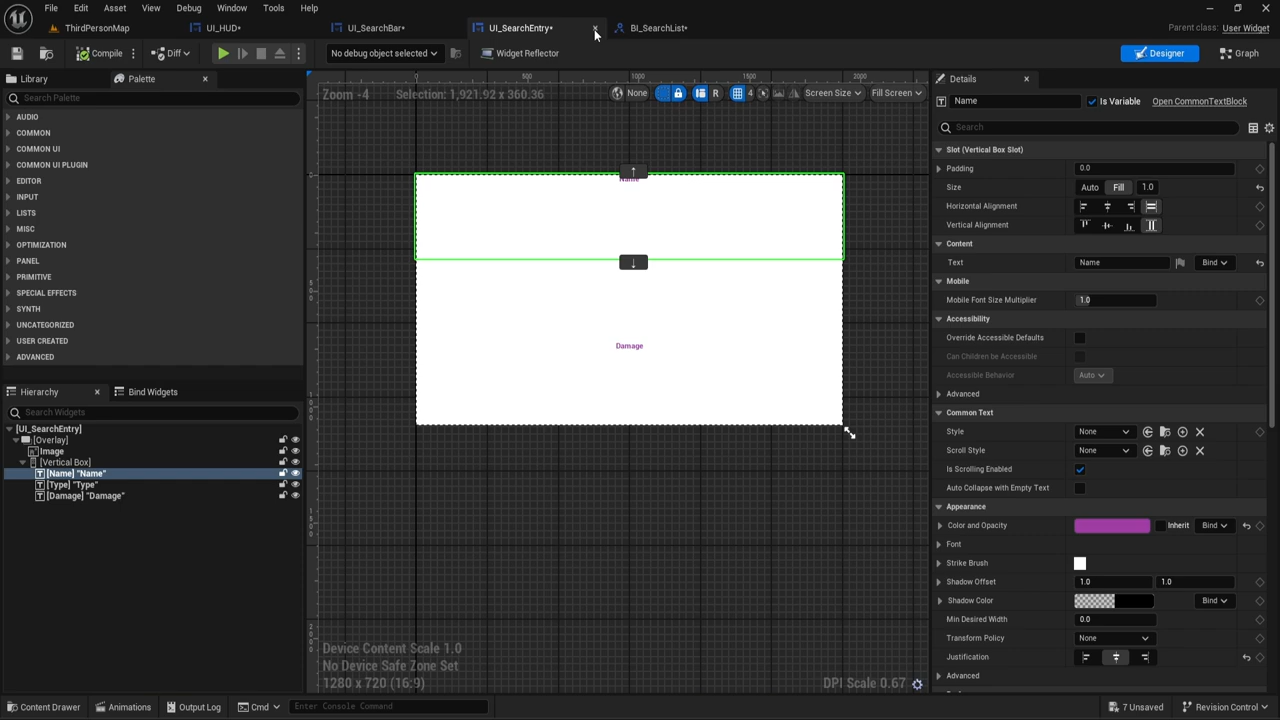 File Edit Asset View Debug Window Tools Help
ThirdPersonMap UI_HUD* UI_SearchBar* UI_SearchEntry* BI_SearchList* Parent class: User Widget
Compile Diff No debug object selected Widget Reflector Designer Graph
Library Palette Details
Search Palette
Zoom -4 Selection: 1,921.92 x 360.36 None R 4 Screen Size Fill Screen
0 500 1000 1500 2000
Name Is Variable Open CommonTextBlock
Search
AUDIO
COMMON
COMMON UI
COMMON UI PLUGIN
EDITOR
INPUT
LISTS
MISC
OPTIMIZATION
PANEL
PRIMITIVE
SPECIAL EFFECTS
SYNTH
UNCATEGORIZED
USER CREATED
ADVANCED
Hierarchy Bind Widgets
Search Widgets
[UI_SearchEntry]
[Overlay]
Image
[Vertical Box]
[Name] "Name"
[Type] "Type"
[Damage] "Damage"
Name
Damage
Device Content Scale 1.0
No Device Safe Zone Set
1280 x 720 (16:9) DPI Scale 0.67
Slot (Vertical Box Slot)
Padding 0.0
Size Auto Fill 1.0
Horizontal Alignment
Vertical Alignment
Content
Text Name Bind
Mobile
Mobile Font Size Multiplier 1.0
Accessibility
Override Accessible Defaults
Can Children be Accessible
Accessible Behavior Auto
Advanced
Common Text
Style None
Scroll Style None
Is Scrolling Enabled
Auto Collapse with Empty Text
Appearance
Color and Opacity Inherit Bind
Font
Strike Brush
Shadow Offset 1.0 1.0
Shadow Color Bind
Min Desired Width 0.0
Transform Policy None
Justification
Advanced
Content Drawer Animations Output Log Cmd Enter Console Command 7 Unsaved Revision Control